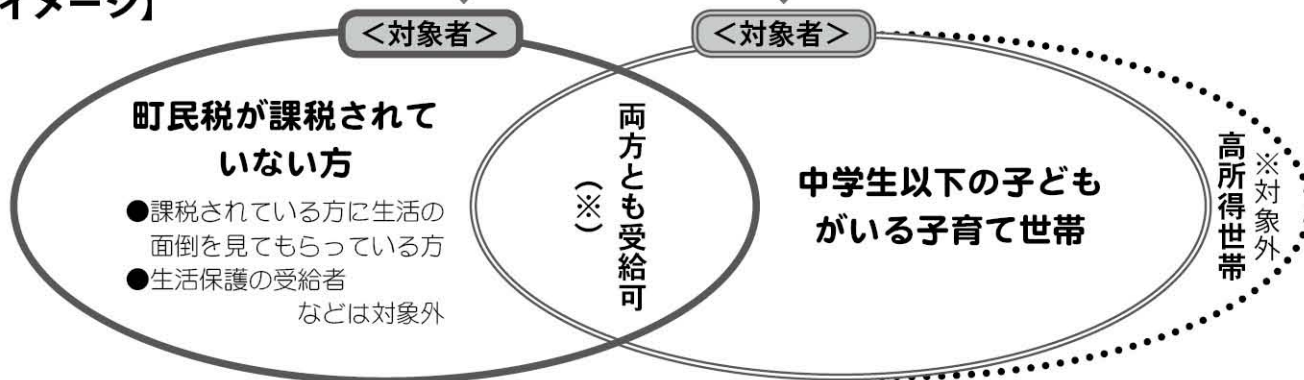 イメージ】
＜対象者＞
＜対象者＞
町民税が課税されて
いない方
●課税されている方に生活の
面倒を見てもらっている方
●生活保護の受給者
などは対象外
両方とも受給可
（※）
中学生以下の子ども
がいる子育て世帯
※対象外
高所得世帯